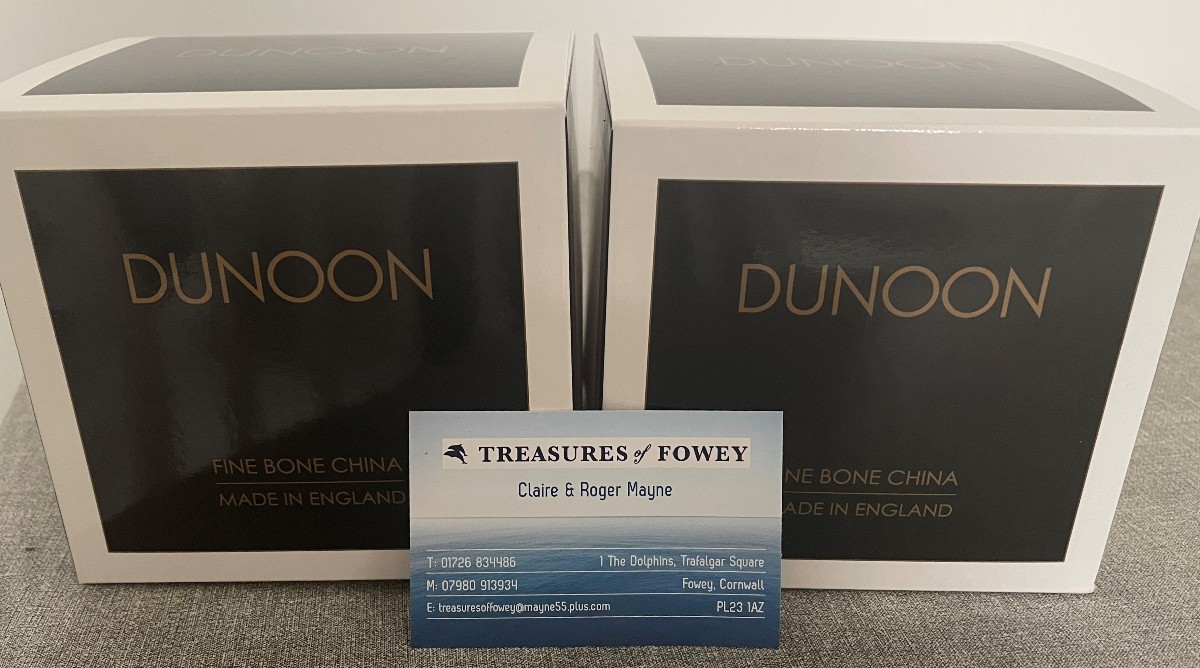 DUNOON
DUNOON
DUNOON
FINE BONE CHINA
MADE IN ENGLAND
DUNOON
NE BONE CHINA
ADE IN ENGLAND
TREASURES of FOWEY
Claire & Roger Mayne
T: 01726 834486
1 The Dolphins, Trafalgar Square
M: 07980 913934
Fowey, Cornwall
E: treasuresoffowey@mayne55.plus.com
PL23 1AZ